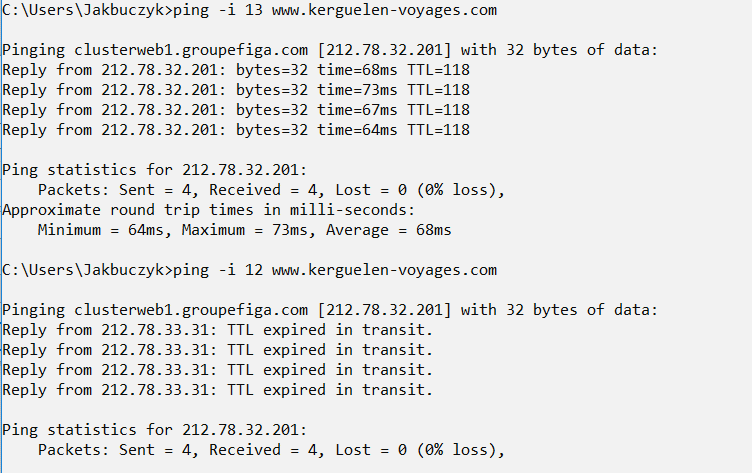 C:\Users\Jakbuczyk>ping -i 13 www.kerguelen-voyages.com
Pinging clusterweb1.groupefiga.com [212.78.32.201] with 32 bytes of data:
Reply from 212.78.32.201: bytes=32 time=68ms TTL=118
Reply from 212.78.32.201: bytes=32 time=73ms TTL=118
Reply from 212.78.32.201: bytes=32 time=67ms TTL=118
Reply from 212.78.32.201: bytes=32 time=64ms TTL=118
Ping statistics for 212.78.32.201:
    Packets: Sent = 4, Received = 4, Lost = 0 (0% loss),
Approximate round trip times in milli-seconds:
    Minimum = 64ms, Maximum = 73ms, Average = 68ms
C:\Users\Jakbuczyk>ping -i 12 www.kerguelen-voyages.com
Pinging clusterweb1.groupefiga.com [212.78.32.201] with 32 bytes of data:
Reply from 212.78.33.31: TTL expired in transit.
Reply from 212.78.33.31: TTL expired in transit.
Reply from 212.78.33.31: TTL expired in transit.
Reply from 212.78.33.31: TTL expired in transit.
Ping statistics for 212.78.32.201:
    Packets: Sent = 4, Received = 4, Lost = 0 (0% loss),